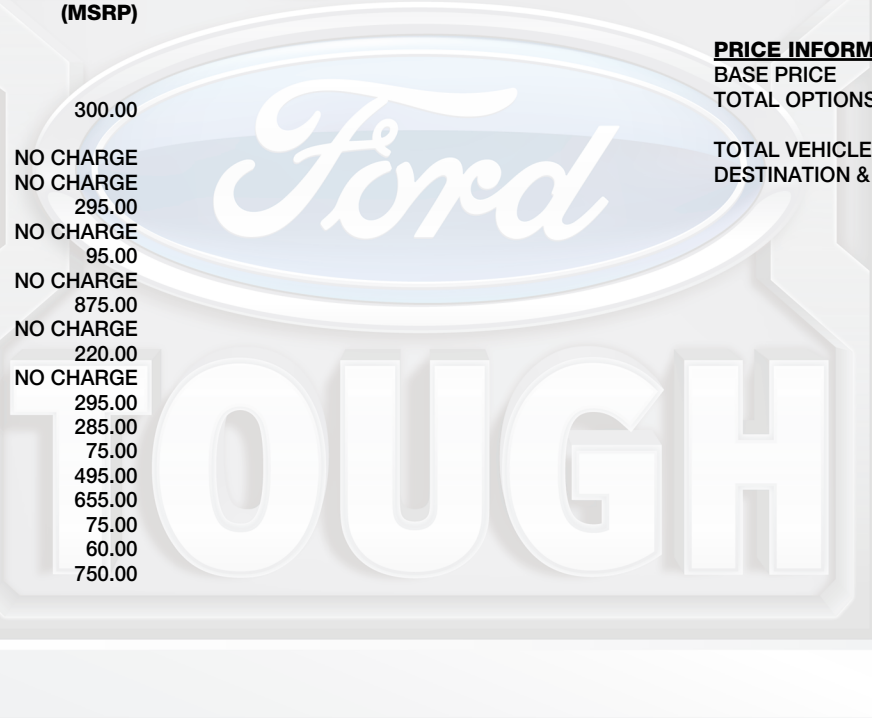 (MSRP)
300.00
NO CHARGE
NO CHARGE
295.00
NO CHARGE
95.00
NO CHARGE
875.00
NO CHARGE
220.00
NO CHARGE
295.00
285.00
75.00
495.00
655.00
75.00
60.00
750.00
PRICE INFORM
BASE PRICE
TOTAL OPTIONS
TOTAL VEHICLE
DESTINATION &
Ford
TOUGH